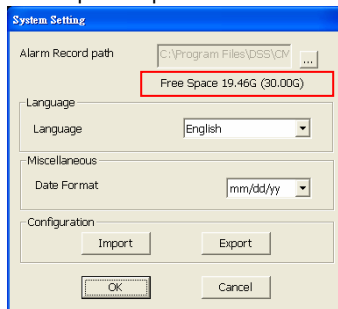 System Setting
Alarm Record path C:\Program Files\DSS\CM ...
Free Space 19.46G (30.00G)
Language
Language English
Miscellaneous
Date Format mm/dd/yy
Configuration
Import Export
OK Cancel